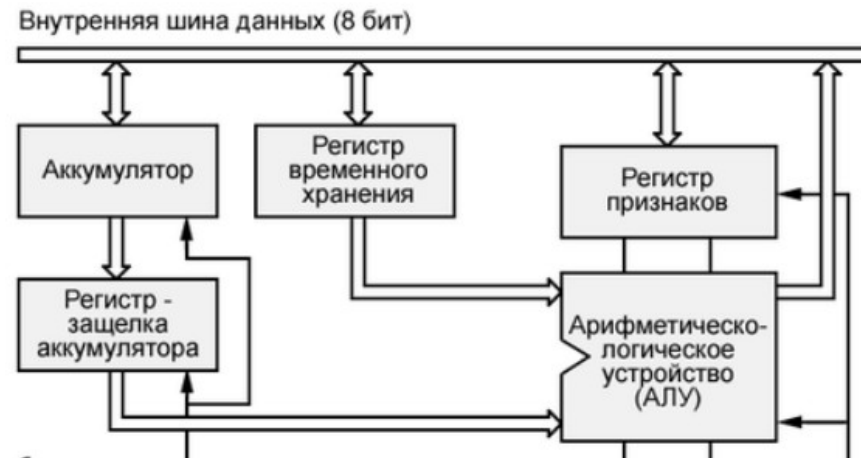 Внутренняя шина данных (8 бит)
Аккумулятор
Регистр
временного
хранения
Регистр
признаков
Регистр -
защелка
аккумулятора
Арифметическо-
логическое
устройство
(АЛУ)